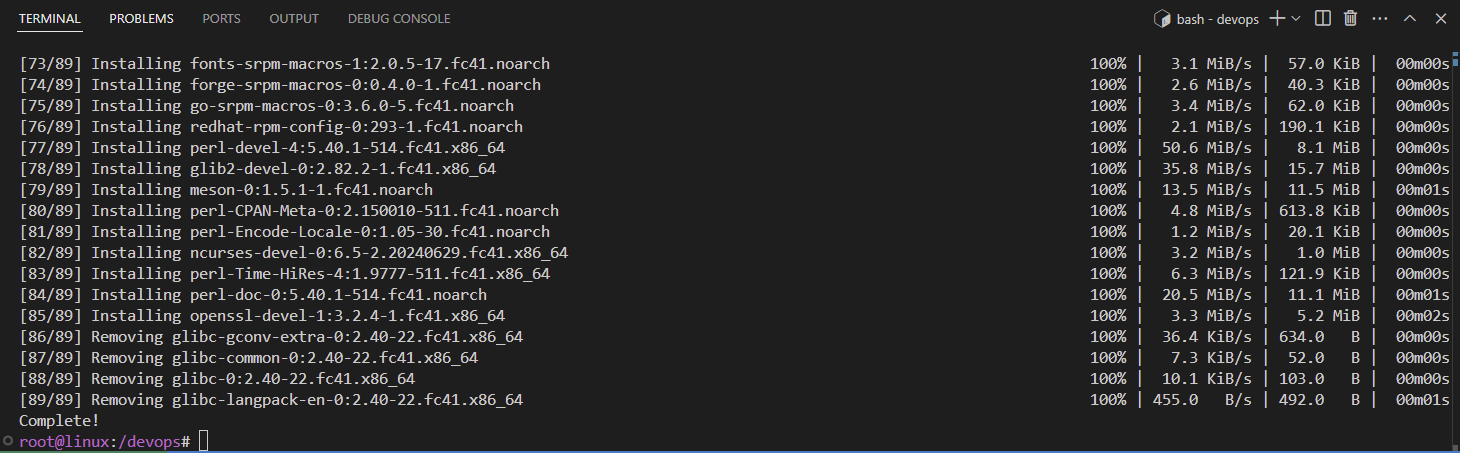 TERMINAL PROBLEMS PORTS OUTPUT DEBUG CONSOLE bash - devops
[73/89] Installing fonts-srpm-macros-1:2.0.5-17.fc41.noarch 100% | 3.1 MiB/s | 57.0 KiB | 00m00s
[74/89] Installing forge-srpm-macros-0:0.4.0-1.fc41.noarch 100% | 2.6 MiB/s | 40.3 KiB | 00m00s
[75/89] Installing go-srpm-macros-0:3.6.0-5.fc41.noarch 100% | 3.4 MiB/s | 62.0 KiB | 00m00s
[76/89] Installing redhat-rpm-config-0:293-1.fc41.noarch 100% | 2.1 MiB/s | 190.1 KiB | 00m00s
[77/89] Installing perl-devel-4:5.40.1-514.fc41.x86_64 100% | 50.6 MiB/s | 8.1 MiB | 00m00s
[78/89] Installing glib2-devel-0:2.82.2-1.fc41.x86_64 100% | 35.8 MiB/s | 15.7 MiB | 00m00s
[79/89] Installing meson-0:1.5.1-1.fc41.noarch 100% | 13.5 MiB/s | 11.5 MiB | 00m01s
[80/89] Installing perl-CPAN-Meta-0:2.150010-511.fc41.noarch 100% | 4.8 MiB/s | 613.8 KiB | 00m00s
[81/89] Installing perl-Encode-Locale-0:1.05-30.fc41.noarch 100% | 1.2 MiB/s | 20.1 KiB | 00m00s
[82/89] Installing ncurses-devel-0:6.5-2.20240629.fc41.x86_64 100% | 3.2 MiB/s | 1.0 MiB | 00m00s
[83/89] Installing perl-Time-HiRes-4:1.9777-511.fc41.x86_64 100% | 6.3 MiB/s | 121.9 KiB | 00m00s
[84/89] Installing perl-doc-0:5.40.1-514.fc41.noarch 100% | 20.5 MiB/s | 11.1 MiB | 00m01s
[85/89] Installing openssl-devel-1:3.2.4-1.fc41.x86_64 100% | 3.3 MiB/s | 5.2 MiB | 00m02s
[86/89] Removing glibc-gconv-extra-0:2.40-22.fc41.x86_64 100% | 36.4 KiB/s | 634.0 B | 00m00s
[87/89] Removing glibc-common-0:2.40-22.fc41.x86_64 100% | 7.3 KiB/s | 52.0 B | 00m00s
[88/89] Removing glibc-0:2.40-22.fc41.x86_64 100% | 10.1 KiB/s | 103.0 B | 00m00s
[89/89] Removing glibc-langpack-en-0:2.40-22.fc41.x86_64 100% | 455.0 B/s | 492.0 B | 00m01s
Complete!
root@linux:/devops#